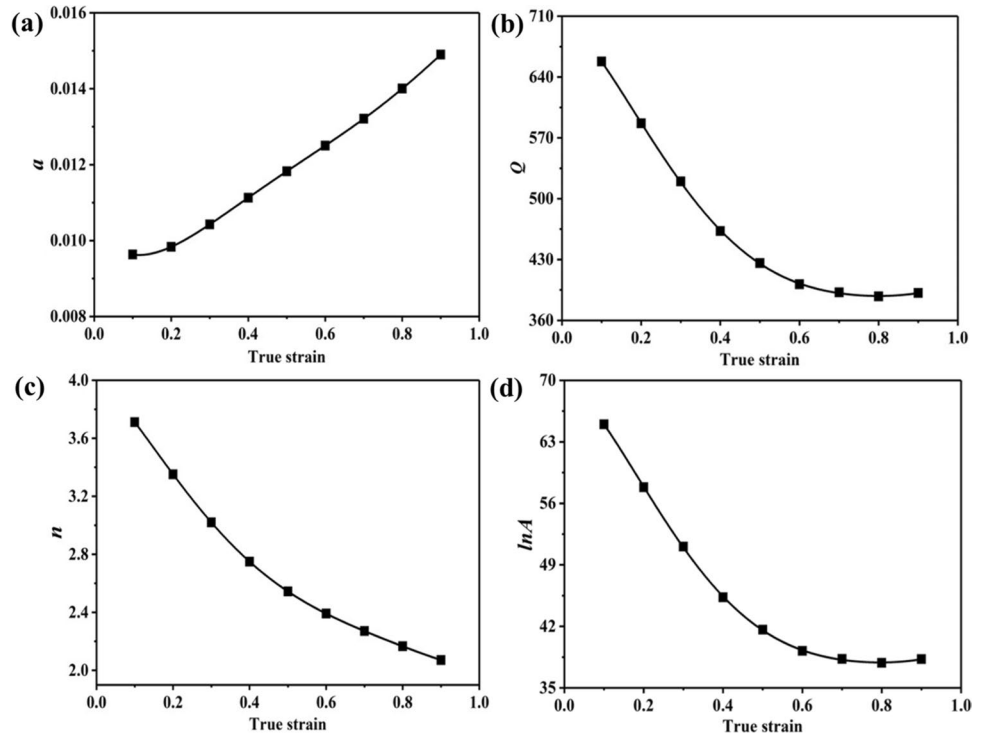 (a)
0.016
0.014
0.012
0.010
0.008
a
0.0 0.2 0.4 0.6 0.8 1.0
True strain
(b)
710
640
570
500
430
360
Q
0.0 0.2 0.4 0.6 0.8 1.0
True strain
(c)
4.0
3.6
3.2
2.8
2.4
2.0
n
0.0 0.2 0.4 0.6 0.8 1.0
True strain
(d)
70
63
56
49
42
35
lnA
0.0 0.2 0.4 0.6 0.8 1.0
True strain